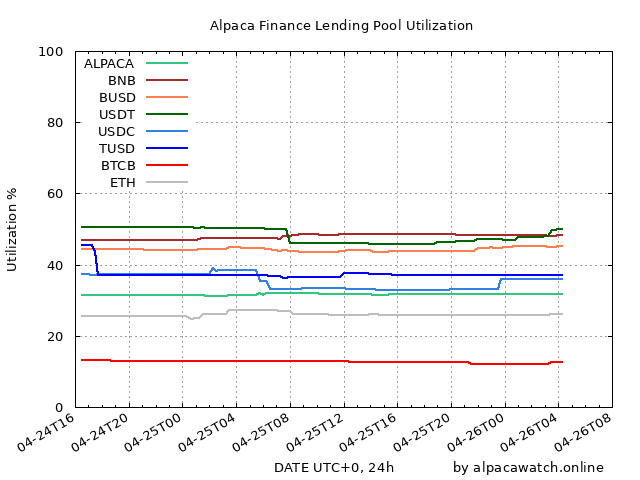 Alpaca Finance Lending Pool Utilization
100
80
60
40
20
0
Utilization %
ALPACA
BNB
BUSD
USDT
USDC
TUSD
BTCB
ETH
04-24T16
04-24T20
04-25T00
04-25T04
04-25T08
04-25T12
04-25T16
04-25T20
04-26T00
04-26T04
04-26T08
DATE UTC+0, 24h
by alpacawatch.online